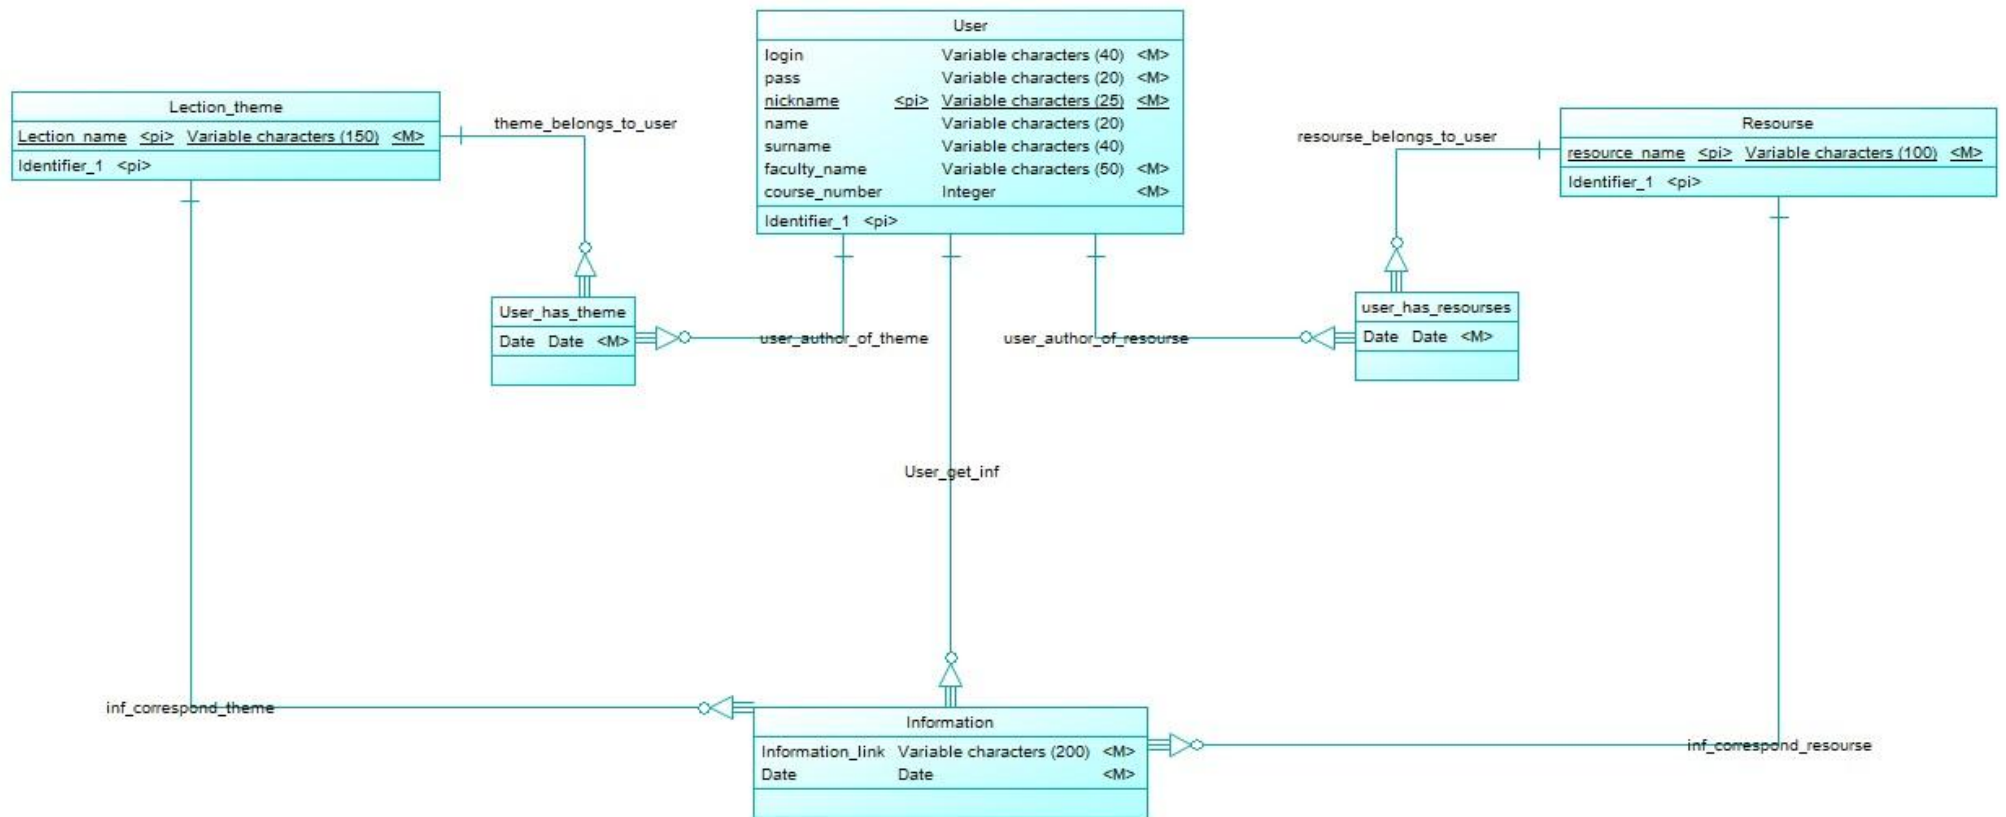 User
login Variable characters (40) <M>
pass Variable characters (20) <M>
nickname <pi> Variable characters (25) <M>
name Variable characters (20)
surname Variable characters (40)
faculty_name Variable characters (50) <M>
course_number Integer <M>
Identifier_1 <pi>
Lection_theme
Lection_name <pi> Variable characters (150) <M>
Identifier_1 <pi>
theme_belongs_to_user
resourse_belongs_to_user
Resourse
resource_name <pi> Variable characters (100) <M>
Identifier_1 <pi>
User_has_theme
Date Date <M>
user_author_of_theme
user_author_of_resourse
user_has_resourses
Date Date <M>
User_get_inf
inf_correspond_theme
Information
Information_link Variable characters (200) <M>
Date Date <M>
inf_correspond_resourse